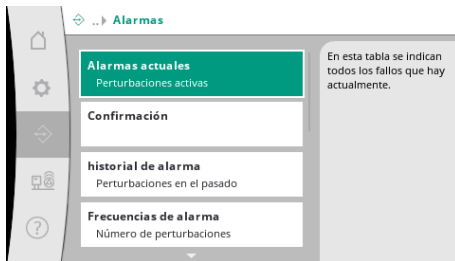 ..▸ Alarmas
Alarmas actuales
Perturbaciones activas
Confirmación
historial de alarma
Perturbaciones en el pasado
Frecuencias de alarma
Número de perturbaciones
En esta tabla se indican
todos los fallos que hay
actualmente.
?